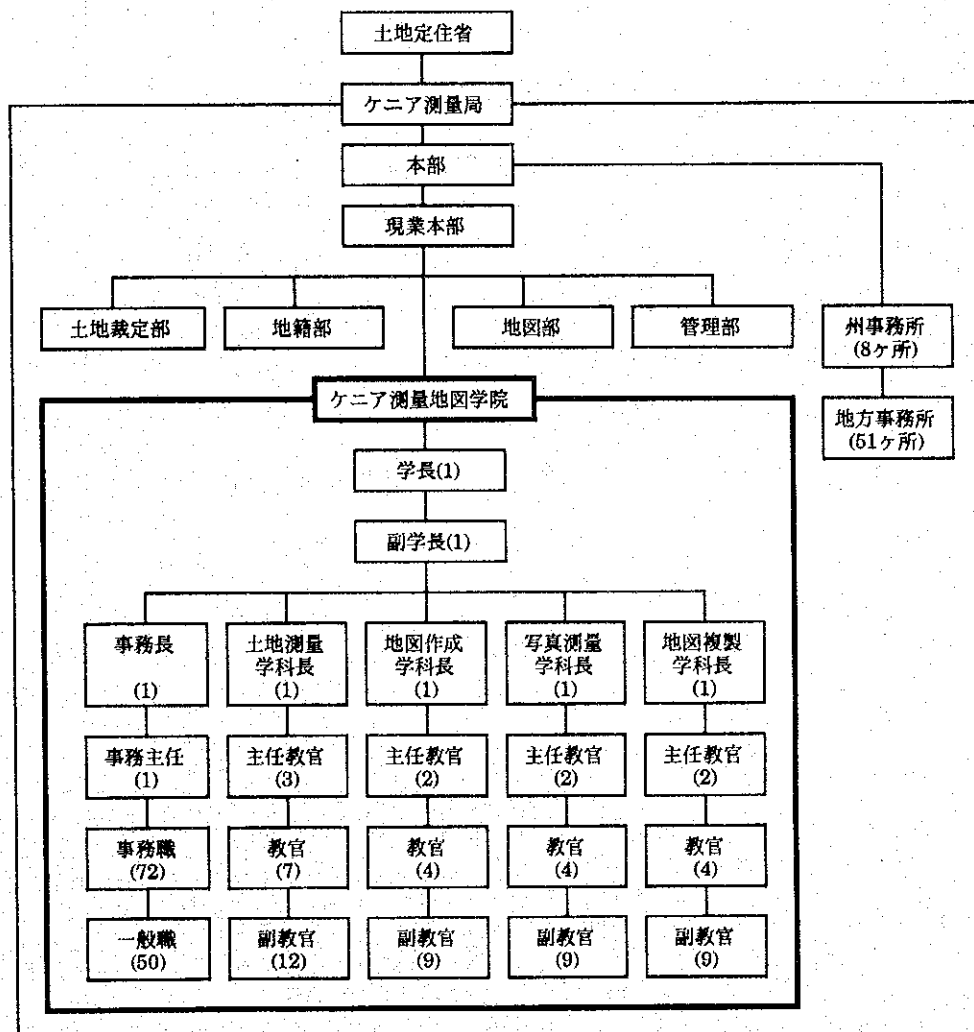 土地定住省
ケニア測量局
本部
現業本部
土地裁定部
地籍部
地図部
管理部
州事務所
(8ヶ所)
地方事務所
(51ヶ所)
ケニア測量地図学院
学長(1)
副学長(1)
事務長
(1)
土地測量
学科長
(1)
地図作成
学科長
(1)
写真測量
学科長
(1)
地図複製
学科長
(1)
事務主任
(1)
主任教官
(3)
主任教官
(2)
主任教官
(2)
主任教官
(2)
事務職
(72)
教官
(7)
教官
(4)
教官
(4)
教官
(4)
一般職
(50)
副教官
(12)
副教官
(9)
副教官
(9)
副教官
(9)